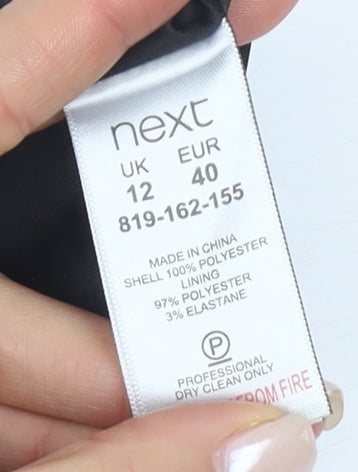 next
UK EUR
12 40
819-162-155
MADE IN CHINA
SHELL 100% POLYESTER
LINING
97% POLYESTER
3% ELASTANE
P
PROFESSIONAL
DRY CLEAN ONLY
FROM FIRE